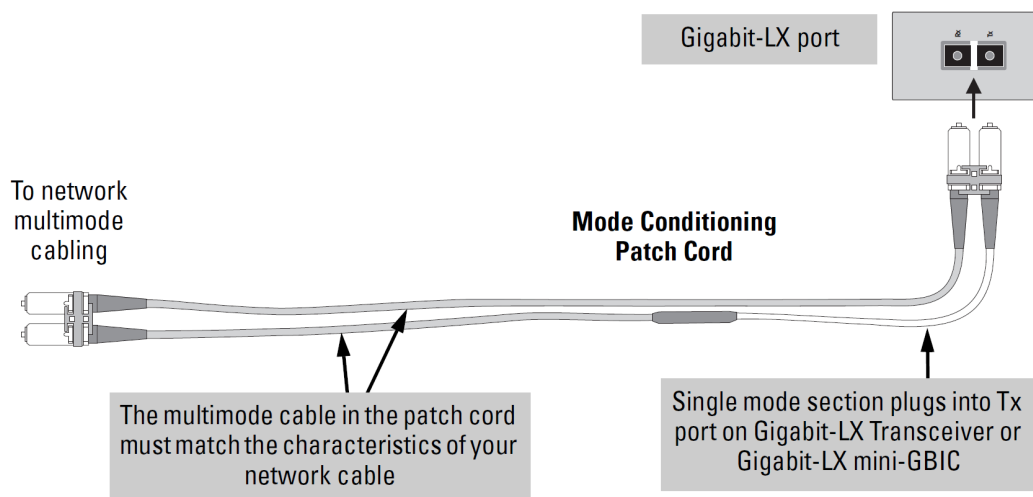 Gigabit-LX port
To network
multimode
cabling
Mode Conditioning
Patch Cord
The multimode cable in the patch cord
must match the characteristics of your
network cable
Single mode section plugs into Tx
port on Gigabit-LX Transceiver or
Gigabit-LX mini-GBIC